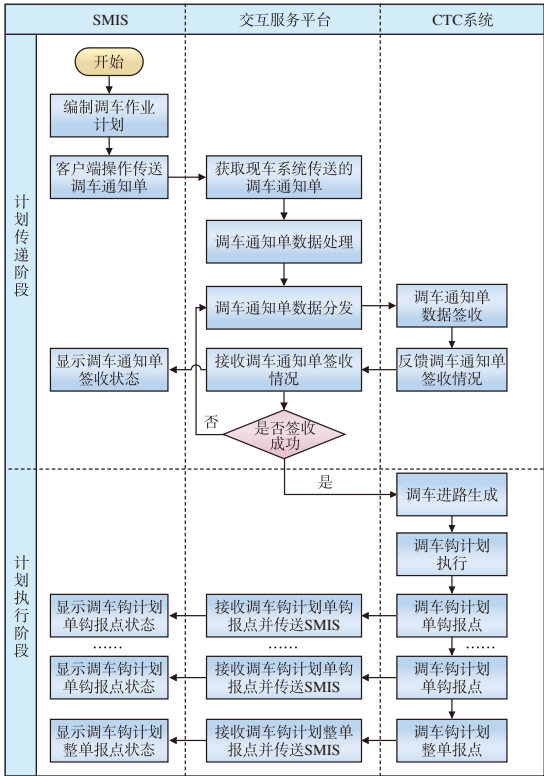 SMIS
交互服务平台
CTC系统
计划传递阶段
开始
编制调车作业
计划
客户端操作传送
调车通知单
获取现车系统传送的
调车通知单
调车通知单数据处理
调车通知单数据分发
调车通知单
数据签收
显示调车通知单
签收状态
接收调车通知单签收
情况
反馈调车通知单
签收情况
否
是否签收
成功
是
计划执行阶段
调车进路生成
调车钩计划
执行
显示调车钩计划
单钩报点状态
接收调车钩计划单钩
报点并传送SMIS
调车钩计划
单钩报点
……
……
……
显示调车钩计划
单钩报点状态
接收调车钩计划单钩
报点并传送SMIS
调车钩计划
单钩报点
显示调车钩计划
整单报点状态
接收调车钩计划整单
报点并传送SMIS
调车钩计划
整单报点